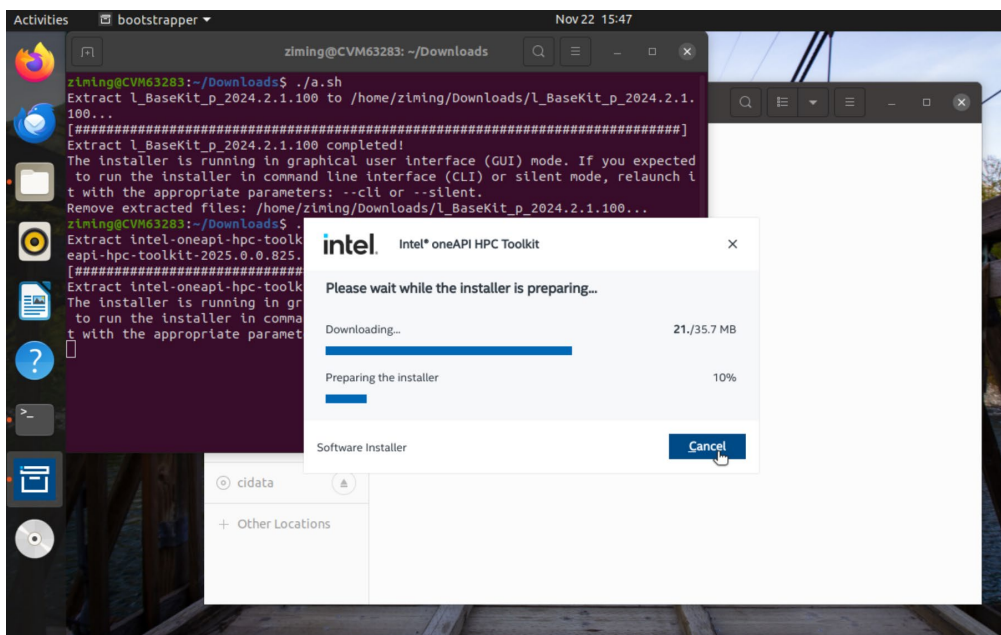 Activities bootstrapper Nov 22 15:47
ziming@CVM63283: ~/Downloads
ziming@CVM63283:~/Downloads$ ./a.sh
Extract l_BaseKit_p_2024.2.1.100 to /home/ziming/Downloads/l_BaseKit_p_2024.2.1.
100...
[##############################################################################]
Extract l_BaseKit_p_2024.2.1.100 completed!
The installer is running in graphical user interface (GUI) mode. If you expected
to run the installer in command line interface (CLI) or silent mode, relaunch i
t with the appropriate parameters: --cli or --silent.
Remove extracted files: /home/ziming/Downloads/l_BaseKit_p_2024.2.1.100...
ziming@CVM63283:~/Downloads$ .
Extract intel-oneapi-hpc-toolk
eapi-hpc-toolkit-2025.0.0.825.
[#############################
Extract intel-oneapi-hpc-toolk
The installer is running in gr
to run the installer in comma
t with the appropriate paramet
intel. Intel® oneAPI HPC Toolkit
Please wait while the installer is preparing...
Downloading... 21./35.7 MB
Preparing the installer 10%
Software Installer Cancel
cidata
+ Other Locations